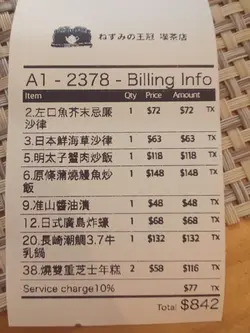 ねずみの王冠 喫茶店
A1 - 2378 - Billing Info
Item Qty Price Amount
2.左口魚芥末忌廉沙律 1 $72 $72 TX
3.日本鮮海草沙律 1 $63 $63 TX
5.明太子蟹肉炒飯 1 $118 $118 TX
6.原條蒲燒鰻魚炒飯 1 $148 $148 TX
9.准山醬油漬 1 $48 $48 TX
12.日式廣島炸蠔 1 $68 $68 TX
20.長崎潮鯛3.7牛乳鍋 1 $132 $132 TX
38.燒雙重芝士年糕 2 $58 $116 TX
Service charge10% $77 TX
Total $842